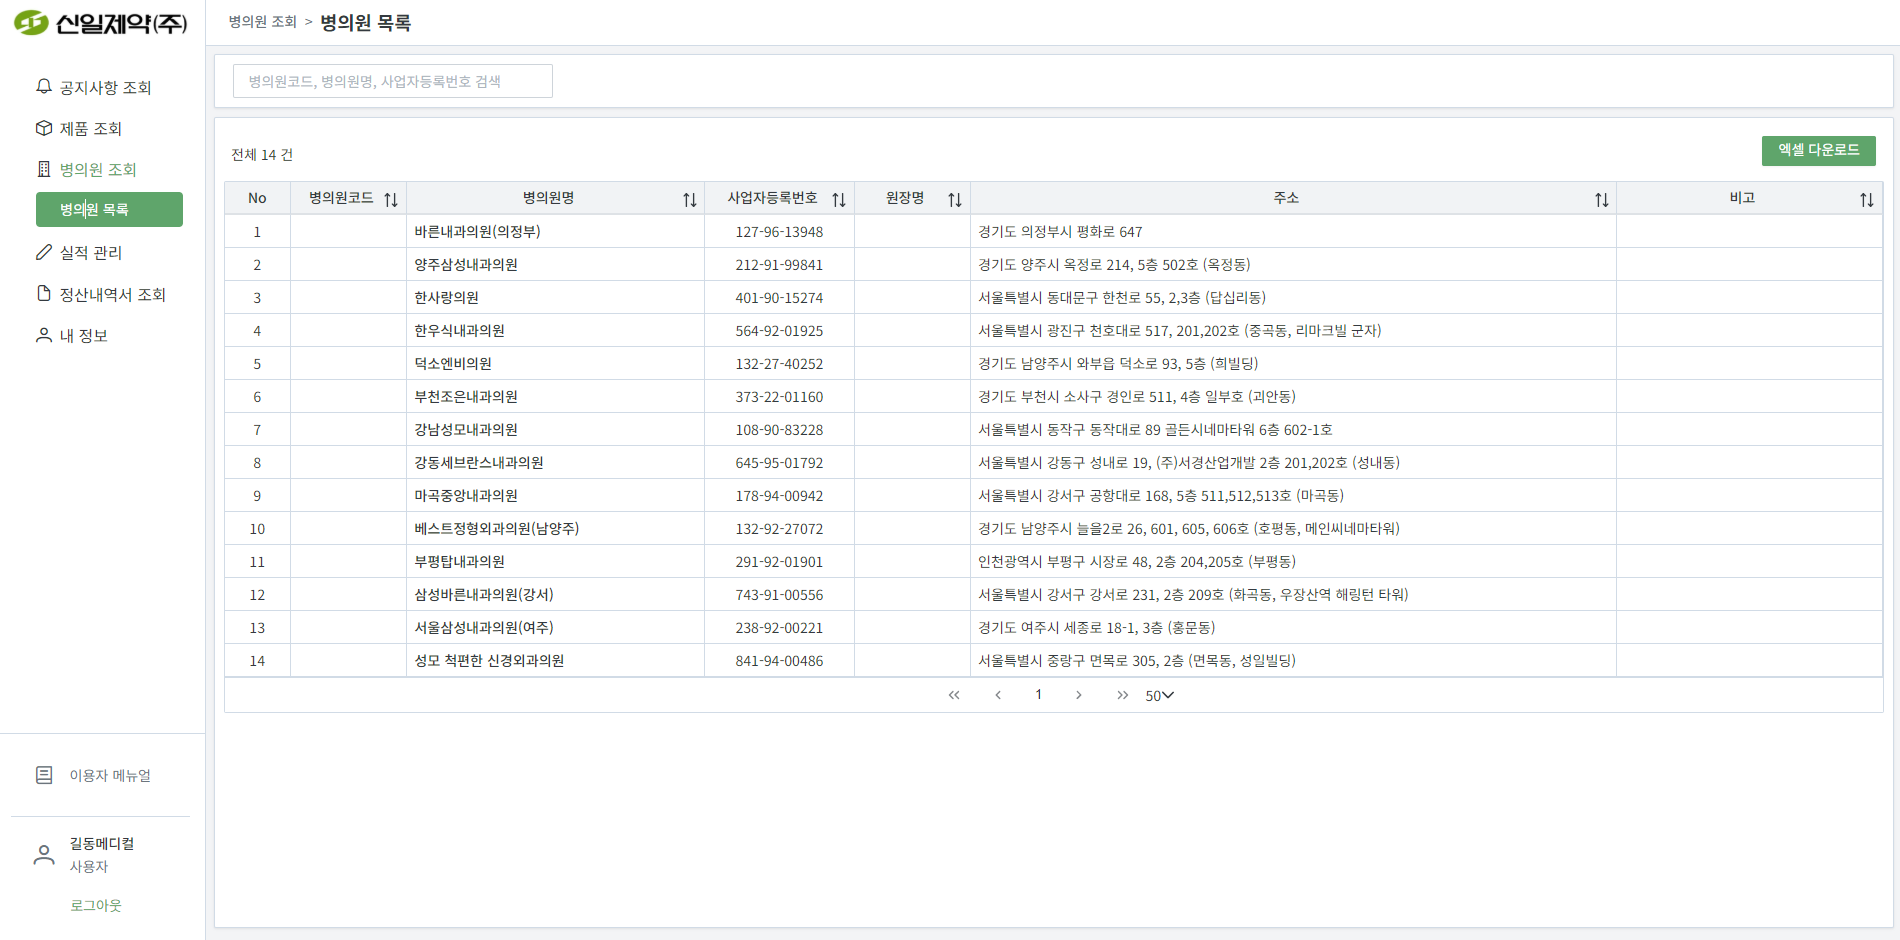 신일제약(주)
병의원 조회 > 병의원 목록
공지사항 조회
제품 조회
병의원 조회
병의원 목록
실적 관리
정산내역서 조회
내 정보
이용자 메뉴얼
길동메디컬
사용자
로그아웃
병의원코드, 병의원명, 사업자등록번호 검색
전체 14 건
엑셀 다운로드
No 병의원코드 병의원명 사업자등록번호 원장명 주소 비고
1 바른내과의원(의정부) 127-96-13948 경기도 의정부시 평화로 647
2 양주삼성내과의원 212-91-99841 경기도 양주시 옥정로 214, 5층 502호 (옥정동)
3 한사랑의원 401-90-15274 서울특별시 동대문구 한천로 55, 2,3층 (답십리동)
4 한우식내과의원 564-92-01925 서울특별시 광진구 천호대로 517, 201,202호 (중곡동, 리마크빌 군자)
5 덕소엔비의원 132-27-40252 경기도 남양주시 와부읍 덕소로 93, 5층 (희빌딩)
6 부천조은내과의원 373-22-01160 경기도 부천시 소사구 경인로 511, 4층 일부호 (괴안동)
7 강남성모내과의원 108-90-83228 서울특별시 동작구 동작대로 89 골든시네마타워 6층 602-1호
8 강동세브란스내과의원 645-95-01792 서울특별시 강동구 성내로 19, (주)서경산업개발 2층 201,202호 (성내동)
9 마곡중앙내과의원 178-94-00942 서울특별시 강서구 공항대로 168, 5층 511,512,513호 (마곡동)
10 베스트정형외과의원(남양주) 132-92-27072 경기도 남양주시 늘을2로 26, 601, 605, 606호 (호평동, 메인씨네마타워)
11 부평탑내과의원 291-92-01901 인천광역시 부평구 시장로 48, 2층 204,205호 (부평동)
12 삼성바른내과의원(강서) 743-91-00556 서울특별시 강서구 강서로 231, 2층 209호 (화곡동, 우장산역 해링턴 타워)
13 서울삼성내과의원(여주) 238-92-00221 경기도 여주시 세종로 18-1, 3층 (홍문동)
14 성모 척편한 신경외과의원 841-94-00486 서울특별시 중랑구 면목로 305, 2층 (면목동, 성일빌딩)
1 50